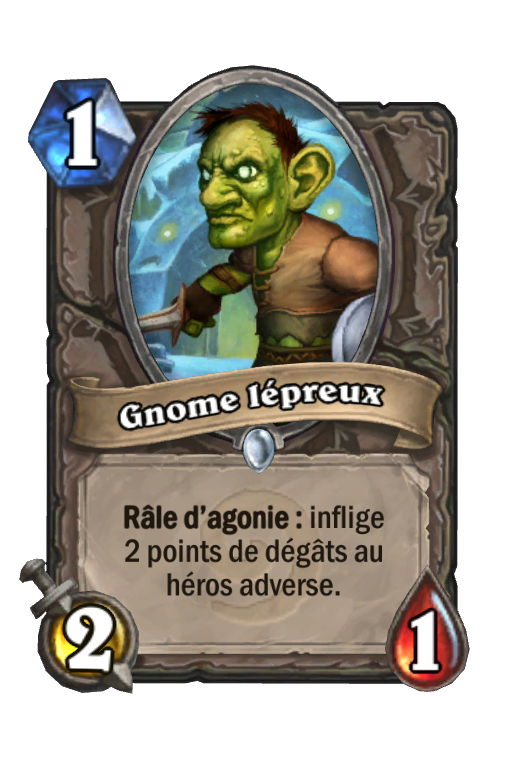 1
Gnome lépreux
Râle d’agonie : inflige
2 points de dégâts au
héros adverse.
2
1